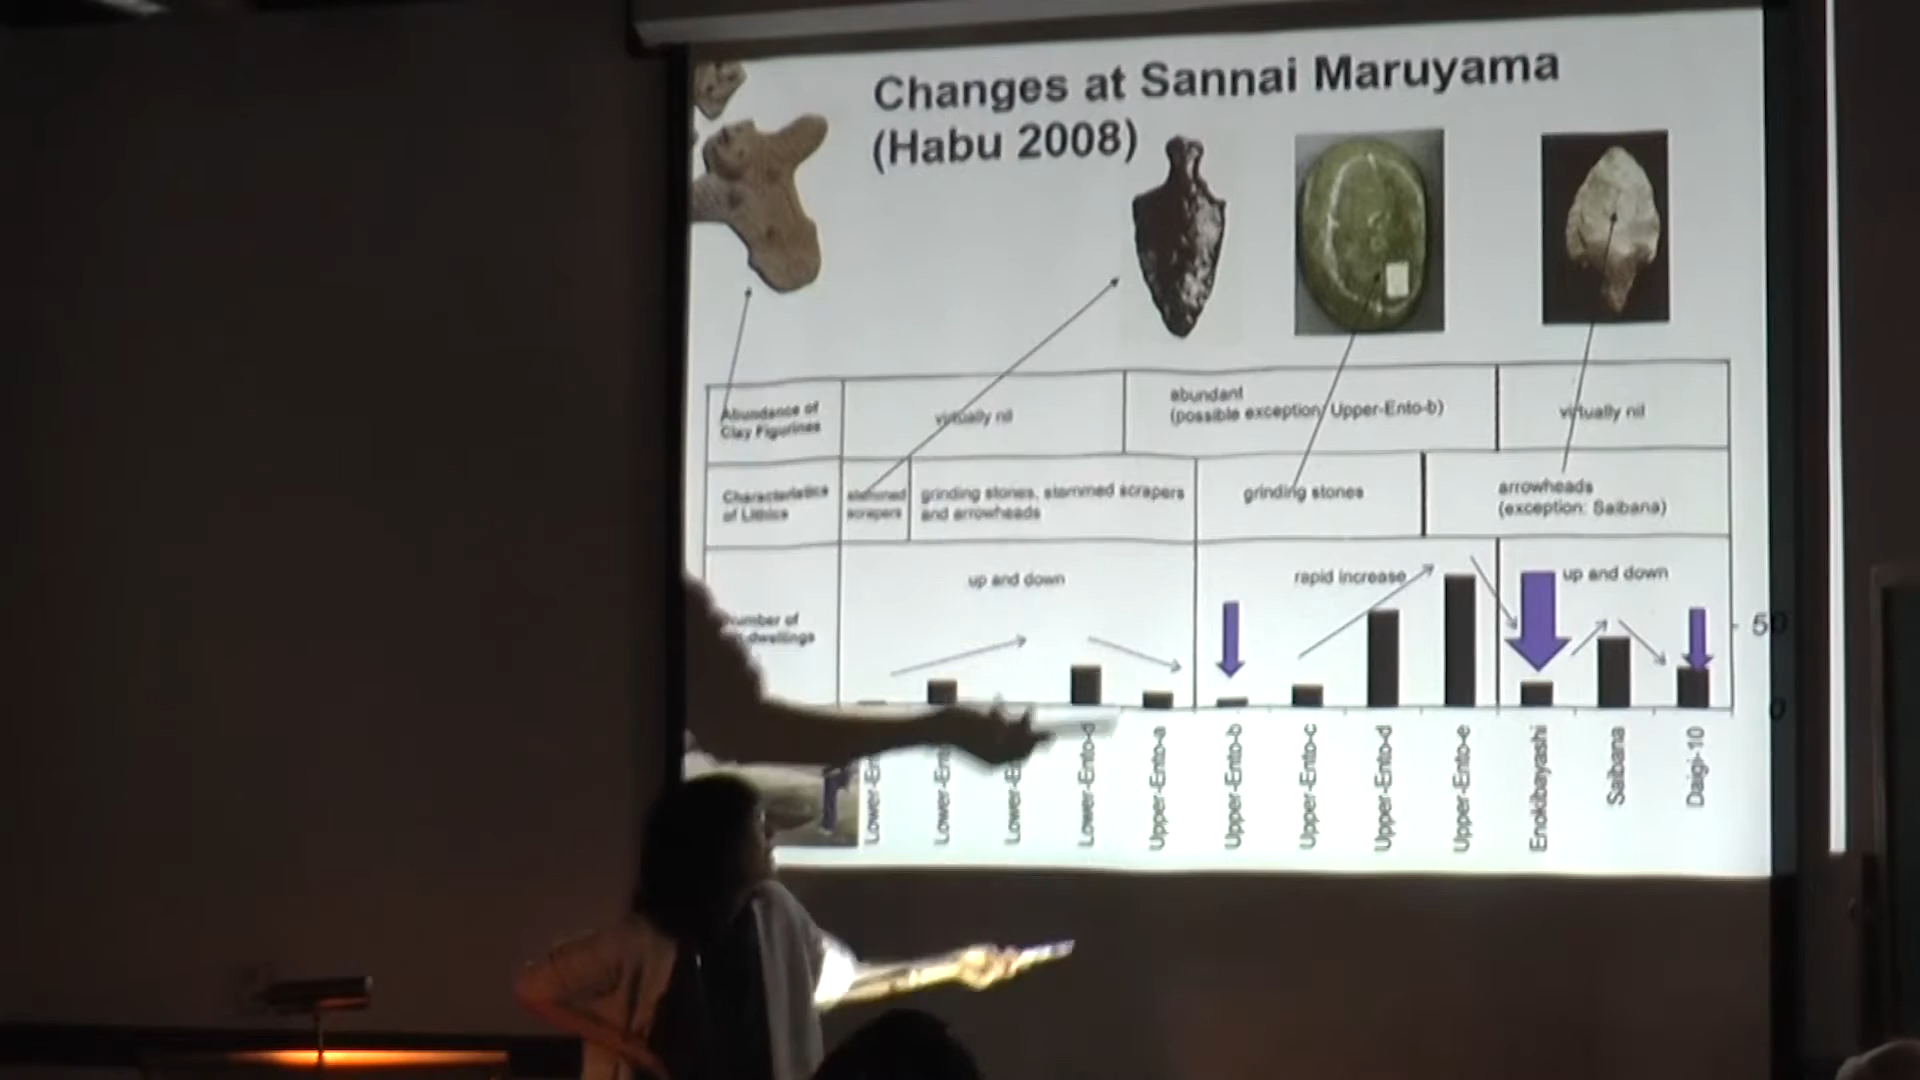 Changes at Sannai Maruyama
(Habu 2008)
Abundance of
Clay Figurines
virtually nil
abundant
(possible exception: Upper-Ento-b)
virtually nil
Characteristics
of Lithics
stemmed
scrapers
grinding stones, stemmed scrapers
and arrowheads
grinding stones
arrowheads
(exception: Saibana)
Number of
dwellings
up and down
rapid increase
up and down
50
0
Lower-En
Lower-Ento
Lower-E
Lower-Ento-d
Upper-Ento-a
Upper-Ento-b
Upper-Ento-c
Upper-Ento-d
Upper-Ento-e
Enokibayashi
Saibana
Daigi-10